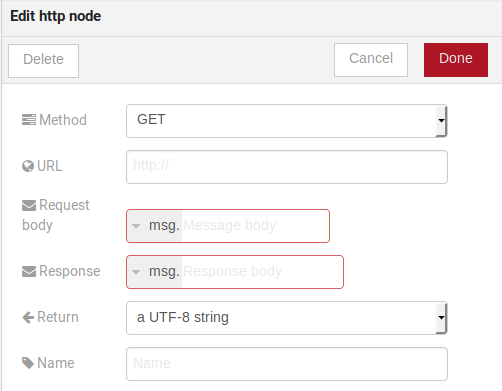 Edit http node
Delete
Cancel
Done
Method
GET
URL
http://
Request
body
msg. Message body
Response
msg. Response body
Return
a UTF-8 string
Name
Name